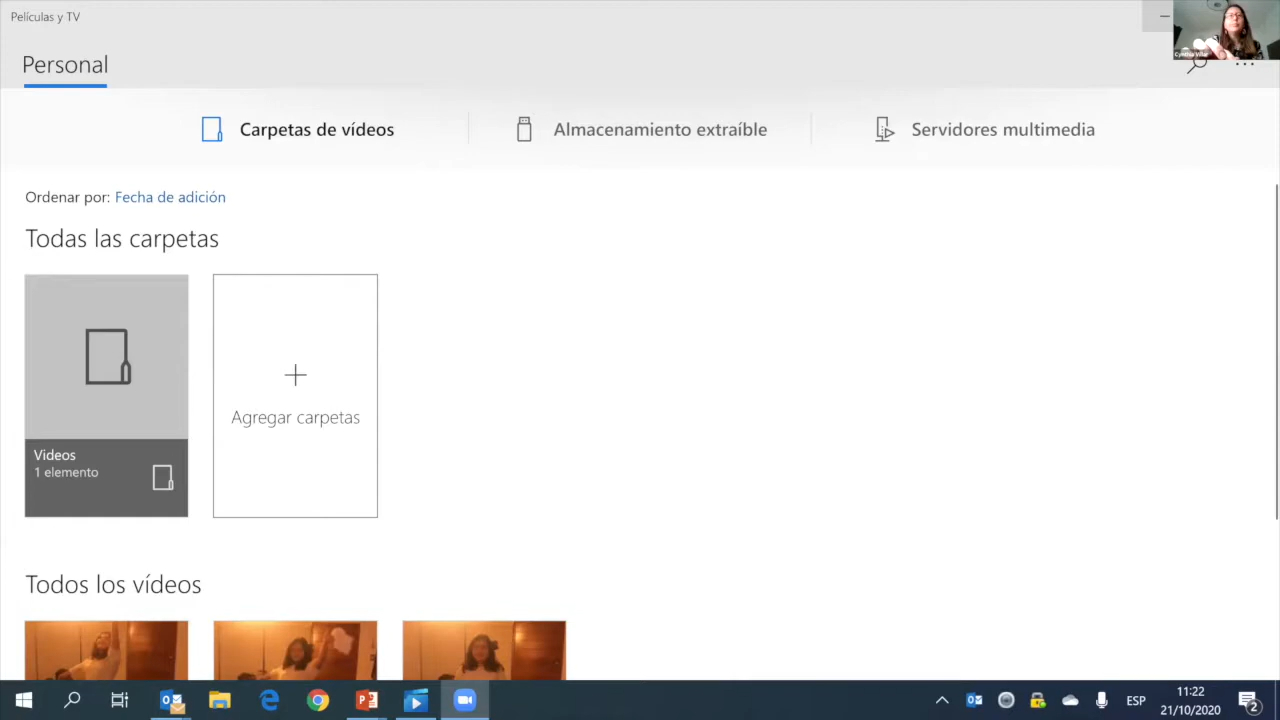 Películas y TV
Personal
Carpetas de vídeos
Almacenamiento extraíble
Servidores multimedia
Ordenar por: Fecha de adición
Todas las carpetas
Videos
1 elemento
Agregar carpetas
Todos los vídeos
ESP
11:22
21/10/2020
2